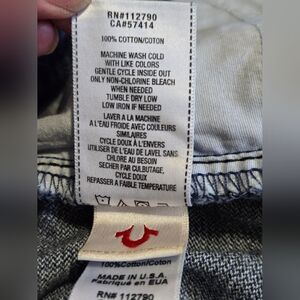 RN#112790
CA#57414
100% COTTON/COTON
MACHINE WASH COLD
WITH LIKE COLORS
GENTLE CYCLE INSIDE OUT
ONLY NON-CHLORINE BLEACH
WHEN NEEDED
TUMBLE DRY LOW
LOW IRON IF NEEDED
LAVER A LA MACHINE
A L'EAU FROIDE AVEC COULEURS
SIMILAIRES
CYCLE DOUX À L'ENVERS
UTILISER DE L'EAU DE LAVEL SANS
CHLORE AU BESOIN
SECHER PAR CULBUTAGE,
CYCLE DOUX
REPASSER A FAIBLE TEMPERATURE
100%Cotton/Coton
MADE IN U.S.A.
FABRIQUÉ EN EUA
RN# 112790